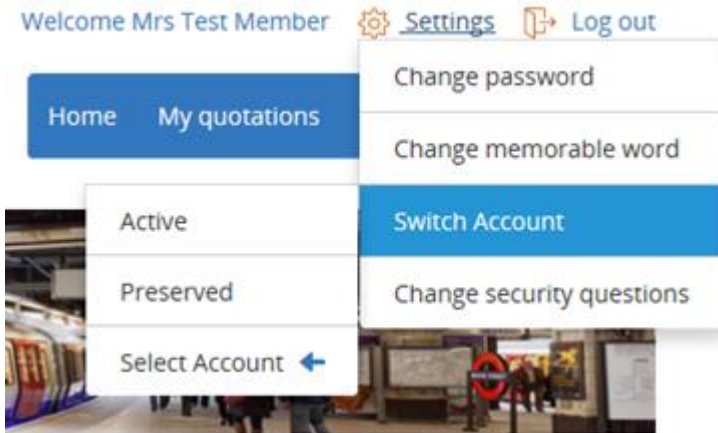 Welcome Mrs Test Member Settings Log out
Home My quotations
Change password
Change memorable word
Switch Account
Change security questions
Active
Preserved
Select Account